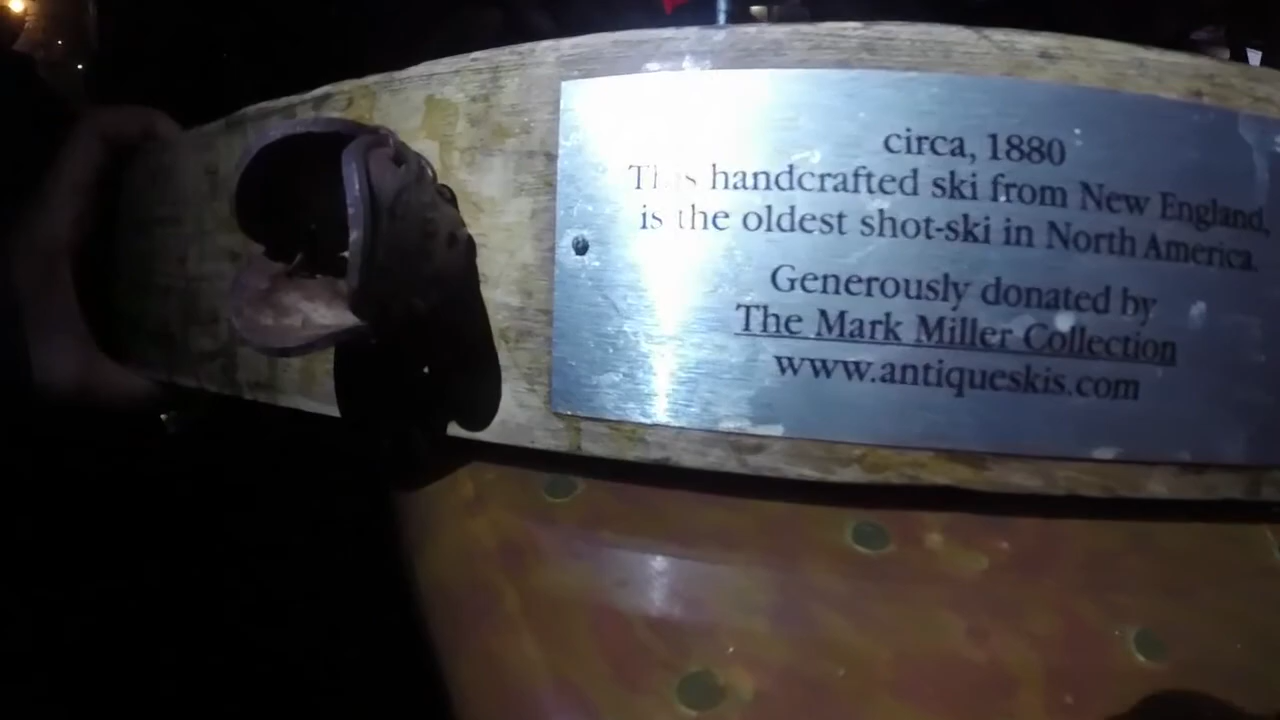 circa, 1880
This handcrafted ski from New England,
is the oldest shot-ski in North America.
Generously donated by
The Mark Miller Collection
www.antiqueskis.com